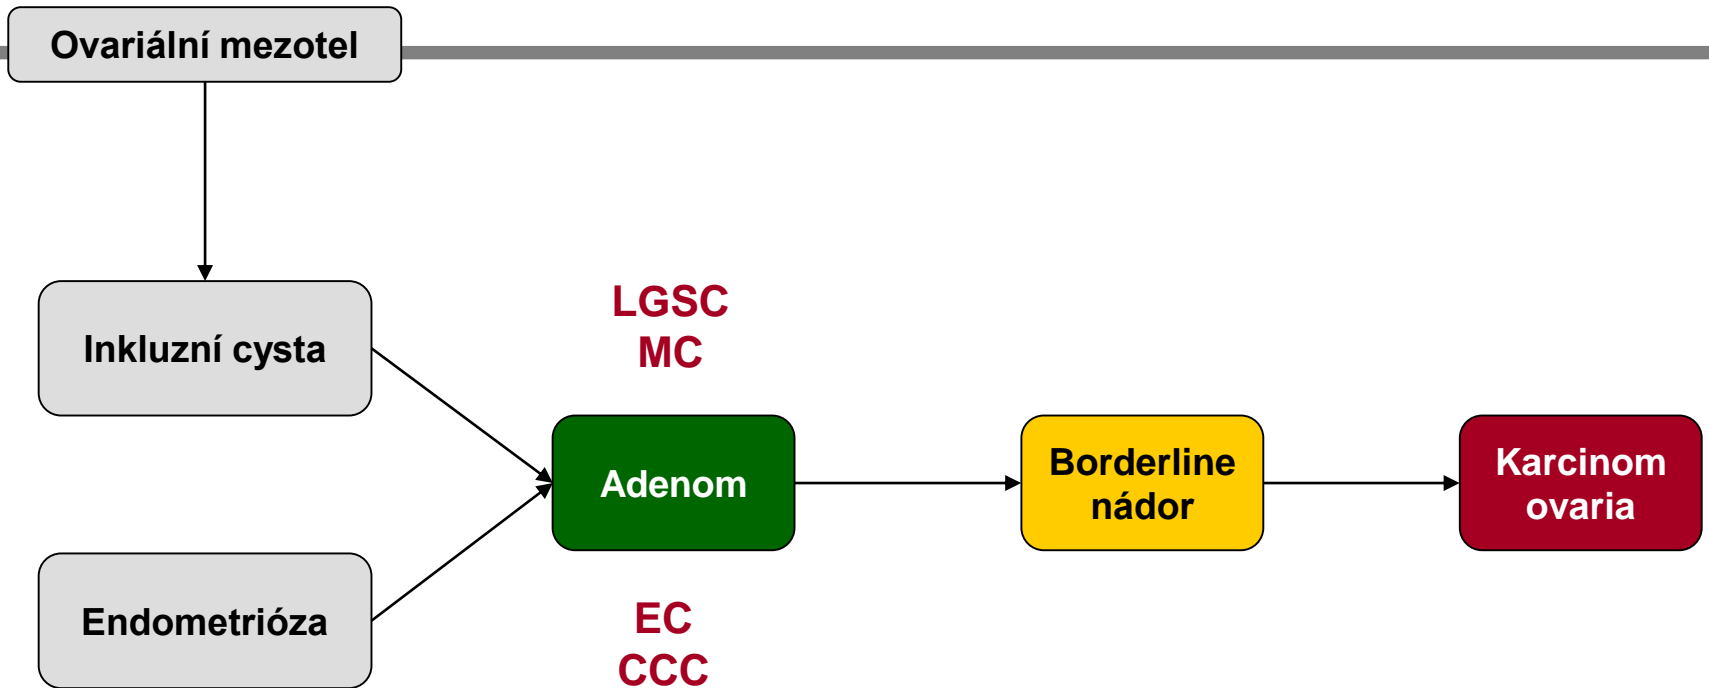 Ovariální mezotel
Inkluzní cysta
LGSC
MC
Adenom
Borderline
nádor
Karcinom
ovaria
Endometrióza
EC
CCC